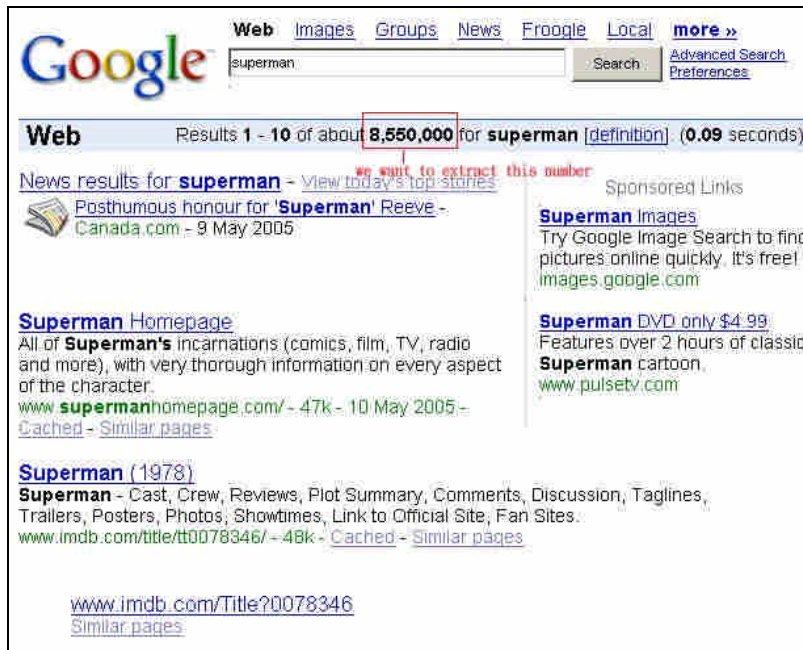 Web Images Groups News Froogle Local more »
Google
superman
Search
Advanced Search
Preferences
Web Results 1 - 10 of about 8,550,000 for superman [definition]. (0.09 seconds)
we want to extract this number
News results for superman - View today's top stories
Posthumous honour for 'Superman' Reeve -
Canada.com - 9 May 2005
Superman Homepage
All of Superman's incarnations (comics, film, TV, radio
and more), with very thorough information on every aspect
of the character.
www.supermanhomepage.com/ - 47k - 10 May 2005 -
Cached - Similar pages
Superman (1978)
Superman - Cast, Crew, Reviews, Plot Summary, Comments, Discussion, Taglines,
Trailers, Posters, Photos, Showtimes, Link to Official Site, Fan Sites.
www.imdb.com/title/tt0078346/ - 48k - Cached - Similar pages
www.imdb.com/Title?0078346
Similar pages
Sponsored Links
Superman Images
Try Google Image Search to find
pictures online quickly. It's free!
images.google.com
Superman DVD only $4.99
Features over 2 hours of classic
Superman cartoon.
www.pulsetv.com